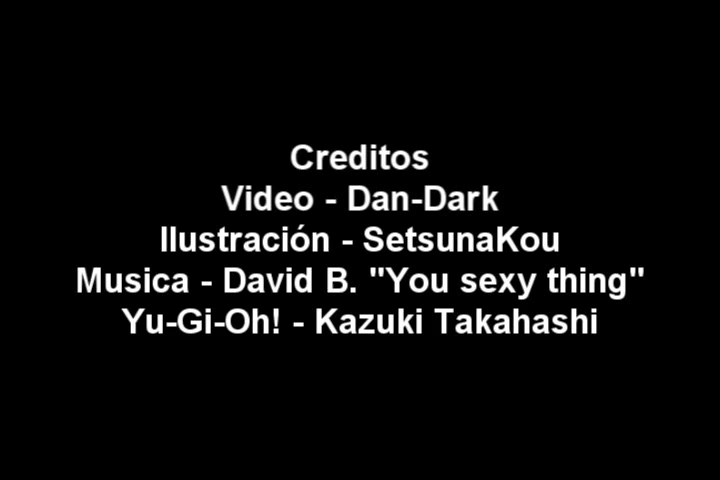 Creditos
Video - Dan-Dark
Ilustración - SetsunaKou
Musica - David B. "You sexy thing"
Yu-Gi-Oh! - Kazuki Takahashi